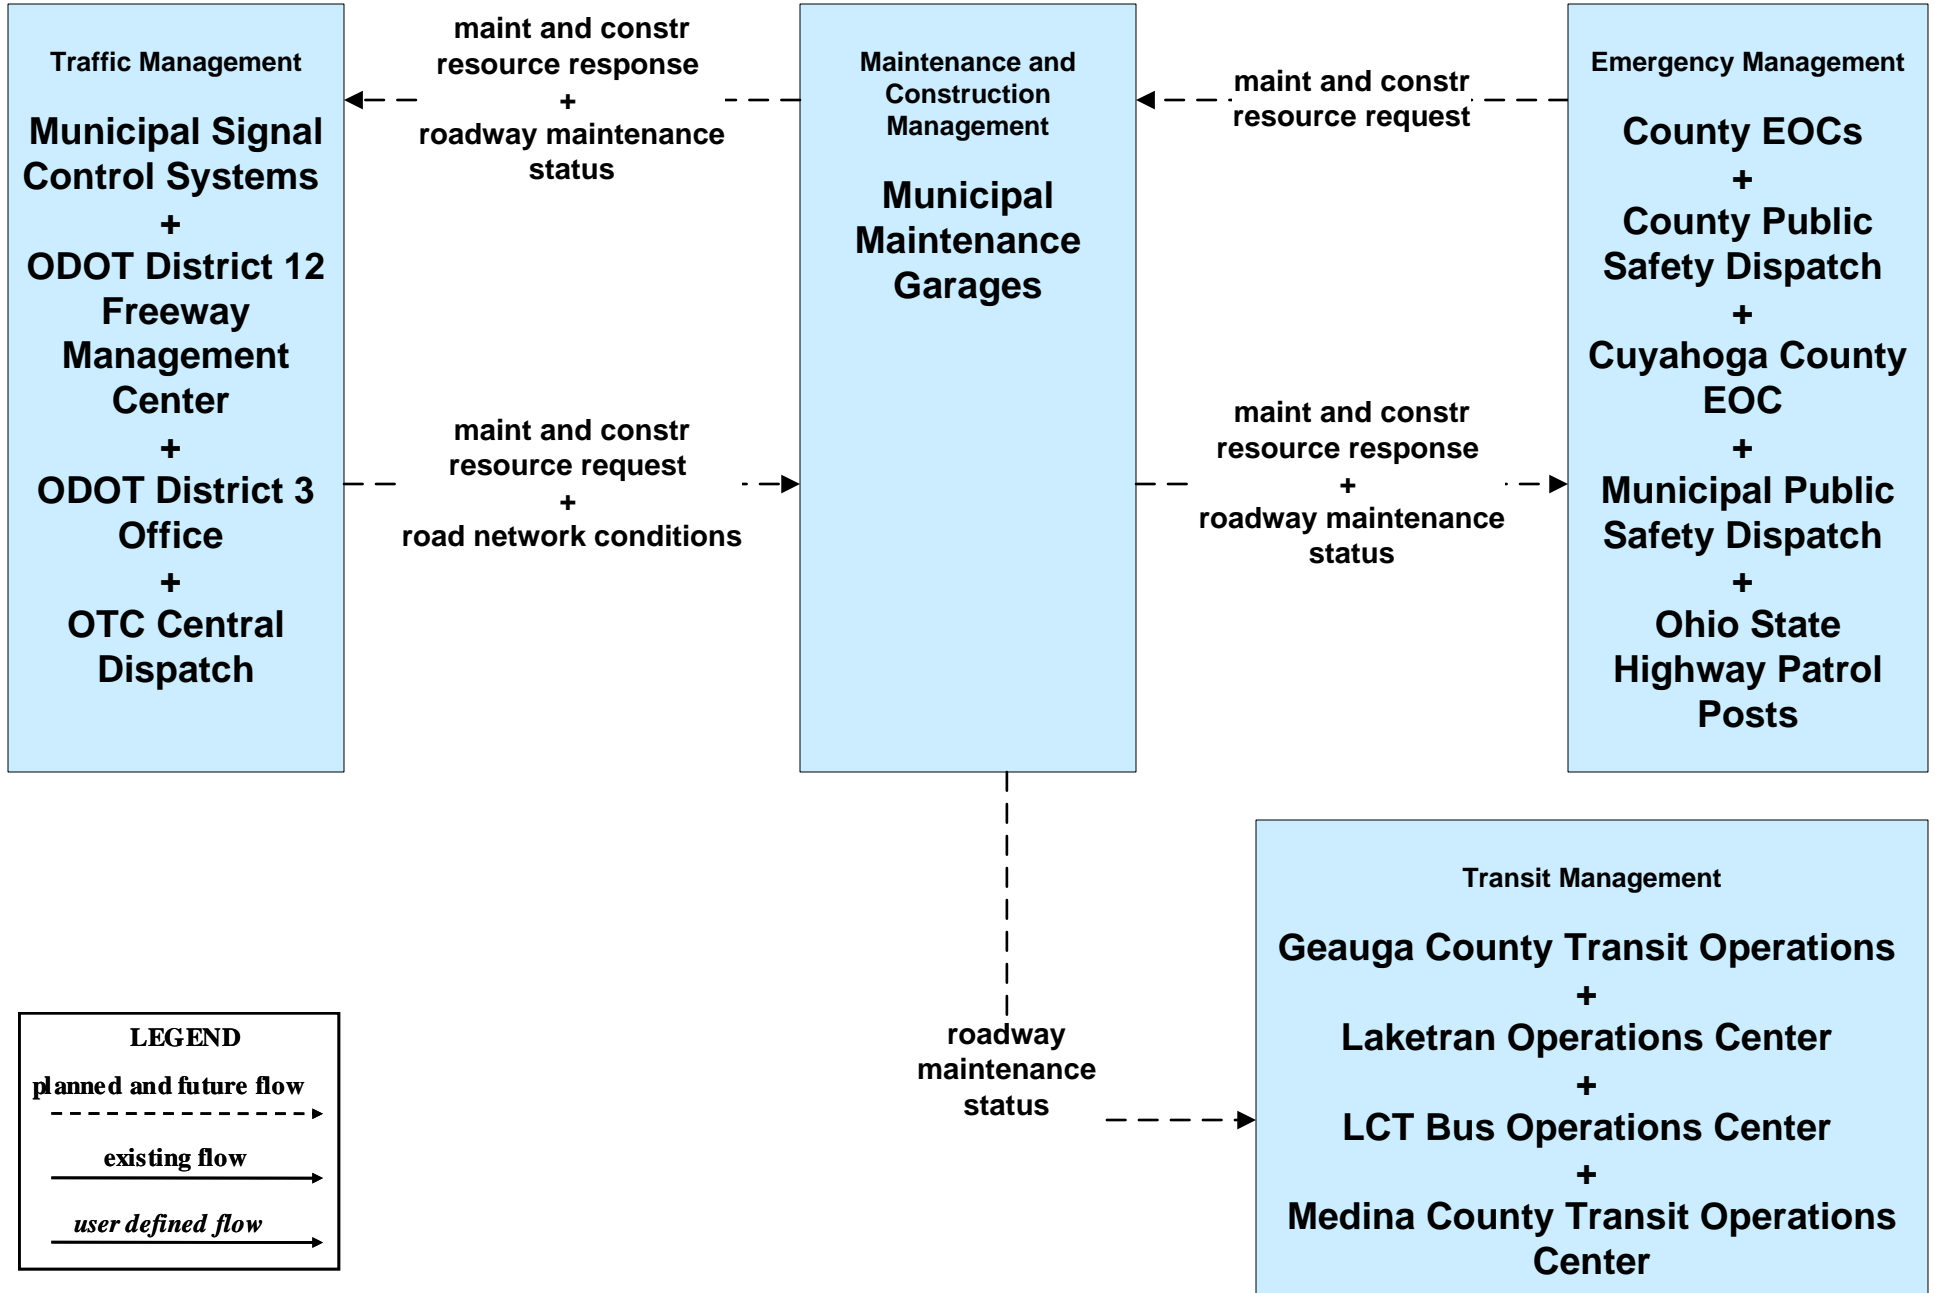 Traffic Management
Municipal Signal
Control Systems
+
ODOT District 12
Freeway
Management
Center
+
ODOT District 3
Office
+
OTC Central
Dispatch
maint and constr
resource response
+
roadway maintenance
status
maint and constr
resource request
+
road network conditions
Maintenance and
Construction
Management
Municipal
Maintenance
Garages
maint and constr
resource request
maint and constr
resource response
+
roadway maintenance
status
Emergency Management
County EOCs
+
County Public
Safety Dispatch
+
Cuyahoga County
EOC
+
Municipal Public
Safety Dispatch
+
Ohio State
Highway Patrol
Posts
roadway
maintenance
status
Transit Management
Geauga County Transit Operations
+
Laketran Operations Center
+
LCT Bus Operations Center
+
Medina County Transit Operations
Center
LEGEND
planned and future flow
existing flow
user defined flow